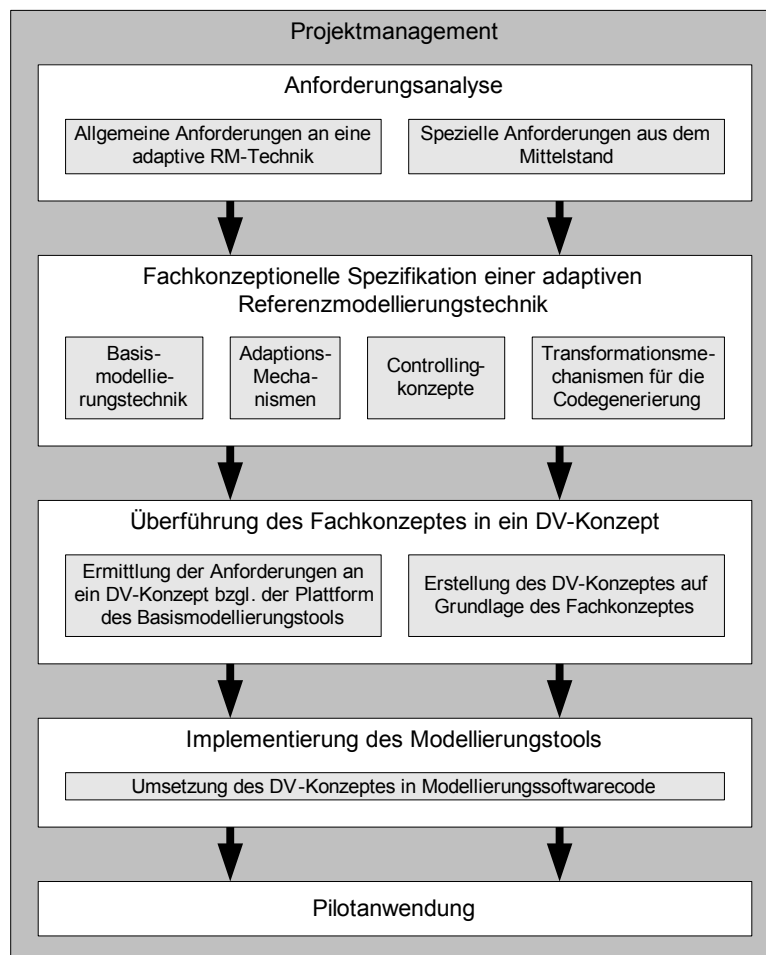 Projektmanagement
Anforderungsanalyse
Allgemeine Anforderungen an eine
adaptive RM-Technik
Spezielle Anforderungen aus dem
Mittelstand
Fachkonzeptionelle Spezifikation einer adaptiven
Referenzmodellierungstechnik
Basis-
modellie-
rungstechnik
Adaptions-
Mecha-
nismen
Controlling-
konzepte
Transformationsme-
chanismen für die
Codegenerierung
Überführung des Fachkonzeptes in ein DV-Konzept
Ermittlung der Anforderungen an
ein DV-Konzept bzgl. der Plattform
des Basismodellierungstools
Erstellung des DV-Konzeptes auf
Grundlage des Fachkonzeptes
Implementierung des Modellierungstools
Umsetzung des DV-Konzeptes in Modellierungssoftwarecode
Pilotanwendung